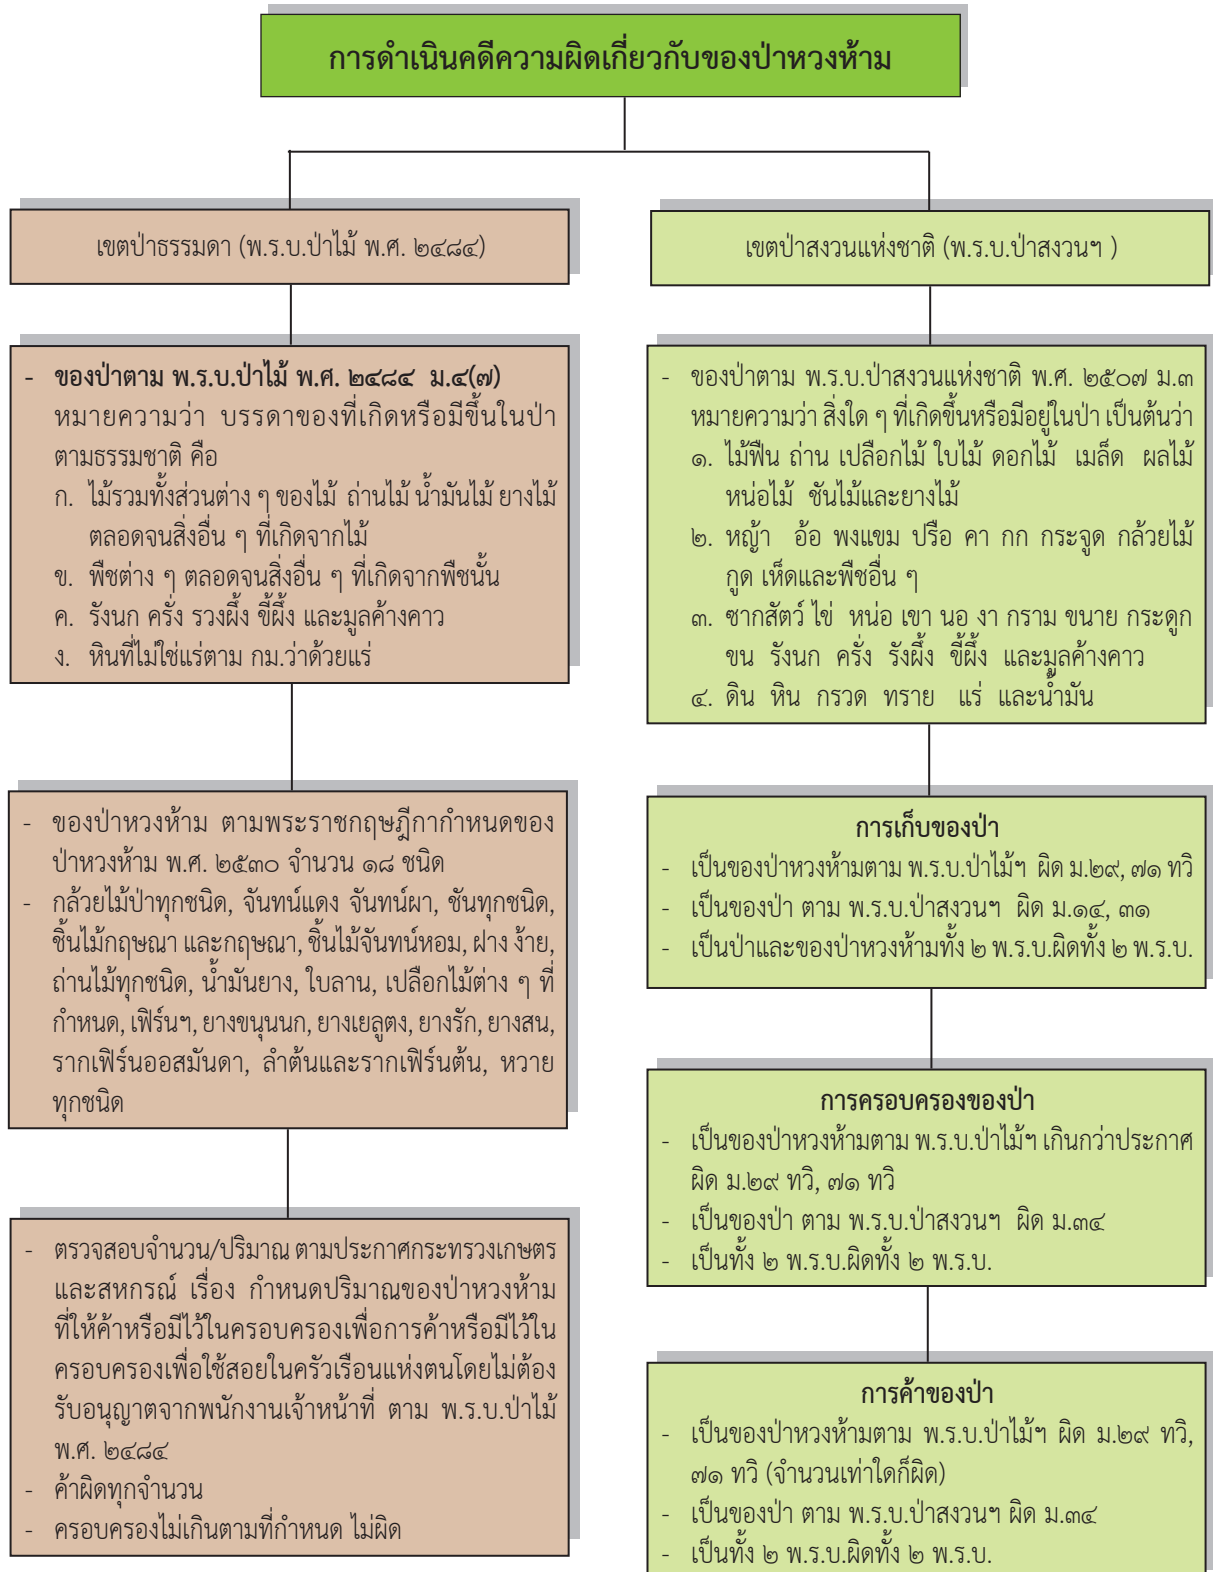 การดำเนินคดีความผิดเกี่ยวกับของป่าหวงห้าม
เขตป่าธรรมดา (พ.ร.บ.ป่าไม้ พ.ศ. ๒๔๘๔)
- ของป่าตาม พ.ร.บ.ป่าไม้ พ.ศ. ๒๔๘๔ ม.๔(๗)
หมายความว่า บรรดาของที่เกิดหรือมีขึ้นในป่า
ตามธรรมชาติ คือ
ก. ไม้รวมทั้งส่วนต่าง ๆ ของไม้ ถ่านไม้ น้ำมันไม้ ยางไม้
ตลอดจนสิ่งอื่น ๆ ที่เกิดจากไม้
ข. พืชต่าง ๆ ตลอดจนสิ่งอื่น ๆ ที่เกิดจากพืชนั้น
ค. รังนก ครั่ง รวงผึ้ง ขี้ผึ้ง และมูลค้างคาว
ง. หินที่ไม่ใช่แร่ตาม กม.ว่าด้วยแร่
- ของป่าหวงห้าม ตามพระราชกฤษฎีกากำหนดของ
ป่าหวงห้าม พ.ศ. ๒๕๓๐ จำนวน ๑๘ ชนิด
- กล้วยไม้ป่าทุกชนิด, จันทน์แดง จันทน์ผา, ชันทุกชนิด,
ชิ้นไม้กฤษณา และกฤษณา, ชิ้นไม้จันทน์หอม, ฝาง ง้าย,
ถ่านไม้ทุกชนิด, น้ำมันยาง, ใบลาน, เปลือกไม้ต่าง ๆ ที่
กำหนด, เฟิร์นฯ, ยางขนุนนก, ยางเยลูตง, ยางรัก, ยางสน,
รากเฟิร์นออสมันดา, ลำต้นและรากเฟิร์นต้น, หวาย
ทุกชนิด
- ตรวจสอบจำนวน/ปริมาณ ตามประกาศกระทรวงเกษตร
และสหกรณ์ เรื่อง กำหนดปริมาณของป่าหวงห้าม
ที่ให้ค้าหรือมีไว้ในครอบครองเพื่อการค้าหรือมีไว้ใน
ครอบครองเพื่อใช้สอยในครัวเรือนแห่งตนโดยไม่ต้อง
รับอนุญาตจากพนักงานเจ้าหน้าที่ ตาม พ.ร.บ.ป่าไม้
พ.ศ. ๒๔๘๔
- ค้าผิดทุกจำนวน
- ครอบครองไม่เกินตามที่กำหนด ไม่ผิด
เขตป่าสงวนแห่งชาติ (พ.ร.บ.ป่าสงวนฯ )
- ของป่าตาม พ.ร.บ.ป่าสงวนแห่งชาติ พ.ศ. ๒๕๐๗ ม.๓
หมายความว่า สิ่งใด ๆ ที่เกิดขึ้นหรือมีอยู่ในป่า เป็นต้นว่า
๑. ไม้ฟืน ถ่าน เปลือกไม้ ใบไม้ ดอกไม้ เมล็ด ผลไม้
หน่อไม้ ชันไม้และยางไม้
๒. หญ้า อ้อ พงแขม ปรือ คา กก กระจูด กล้วยไม้
กูด เห็ดและพืชอื่น ๆ
๓. ซากสัตว์ ไข่ หน่อ เขา นอ งา กราม ขนาย กระดูก
ขน รังนก ครั่ง รังผึ้ง ขี้ผึ้ง และมูลค้างคาว
๔. ดิน หิน กรวด ทราย แร่ และน้ำมัน
การเก็บของป่า
- เป็นของป่าหวงห้ามตาม พ.ร.บ.ป่าไม้ฯ ผิด ม.๒๙, ๗๑ ทวิ
- เป็นของป่า ตาม พ.ร.บ.ป่าสงวนฯ ผิด ม.๑๔, ๓๑
- เป็นป่าและของป่าหวงห้ามทั้ง ๒ พ.ร.บ.ผิดทั้ง ๒ พ.ร.บ.
การครอบครองของป่า
- เป็นของป่าหวงห้ามตาม พ.ร.บ.ป่าไม้ฯ เกินกว่าประกาศ
ผิด ม.๒๙ ทวิ, ๗๑ ทวิ
- เป็นของป่า ตาม พ.ร.บ.ป่าสงวนฯ ผิด ม.๓๔
- เป็นทั้ง ๒ พ.ร.บ.ผิดทั้ง ๒ พ.ร.บ.
การค้าของป่า
- เป็นของป่าหวงห้ามตาม พ.ร.บ.ป่าไม้ฯ ผิด ม.๒๙ ทวิ,
๗๑ ทวิ (จำนวนเท่าใดก็ผิด)
- เป็นของป่า ตาม พ.ร.บ.ป่าสงวนฯ ผิด ม.๓๔
- เป็นทั้ง ๒ พ.ร.บ.ผิดทั้ง ๒ พ.ร.บ.